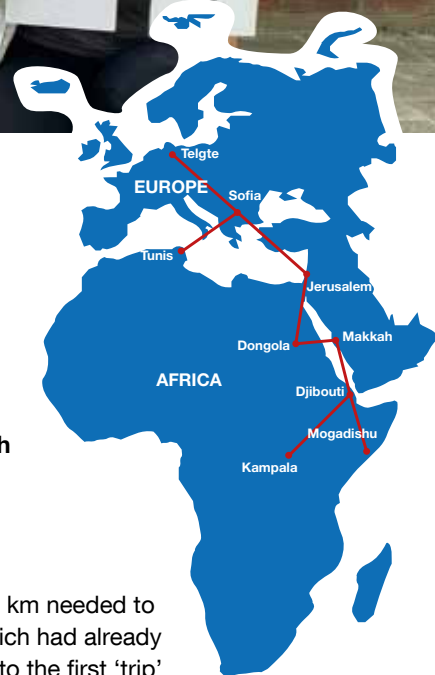 Telgte
EUROPE
Sofia
Tunis
Jerusalem
Dongola
Makkah
AFRICA
Djibouti
Mogadishu
Kampala
h
km needed to
ich had already
to the first ‘trip’